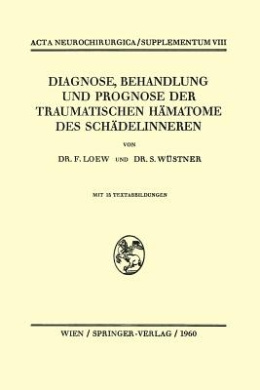 ACTA NEUROCHIRURGICA/SUPPLEMENTUM VIII
DIAGNOSE, BEHANDLUNG
UND PROGNOSE DER
TRAUMATISCHEN HÄMATOME
DES SCHÄDELINNEREN
VON
DR. F. LOEW UND DR. S. WÜSTNER
MIT 15 TEXTABBILDUNGEN
WIEN / SPRINGER-VERLAG / 1960